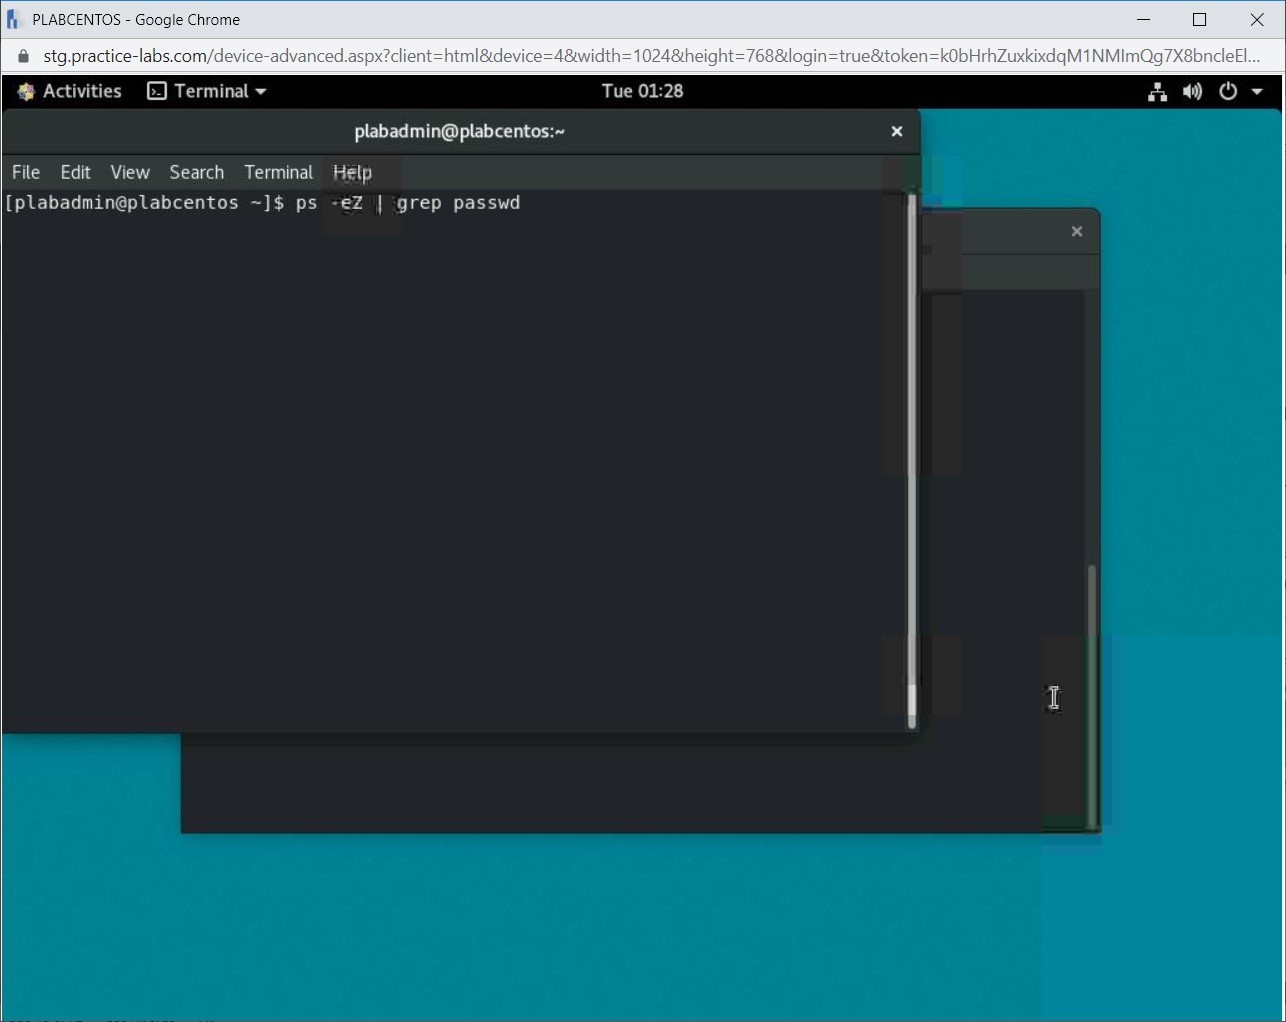 PLABCENTOS - Google Chrome
stg.practice-labs.com/device-advanced.aspx?client=html&device=4&width=1024&height=768&login=true&token=k0bHrhZuxkixdqM1NMImQg7X8bncleEl...
Activities Terminal Tue 01:28
plabadmin@plabcentos:~
File Edit View Search Terminal Help
[plabadmin@plabcentos ~]$ ps -eZ | grep passwd